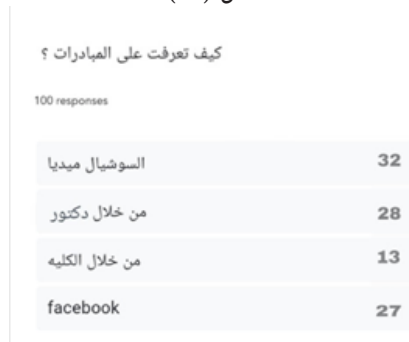 كيف تعرفت على المبادرات ؟
100 responses
السوشيال ميديا 32
من خلال دكتور 28
من خلال الكليه 13
facebook 27